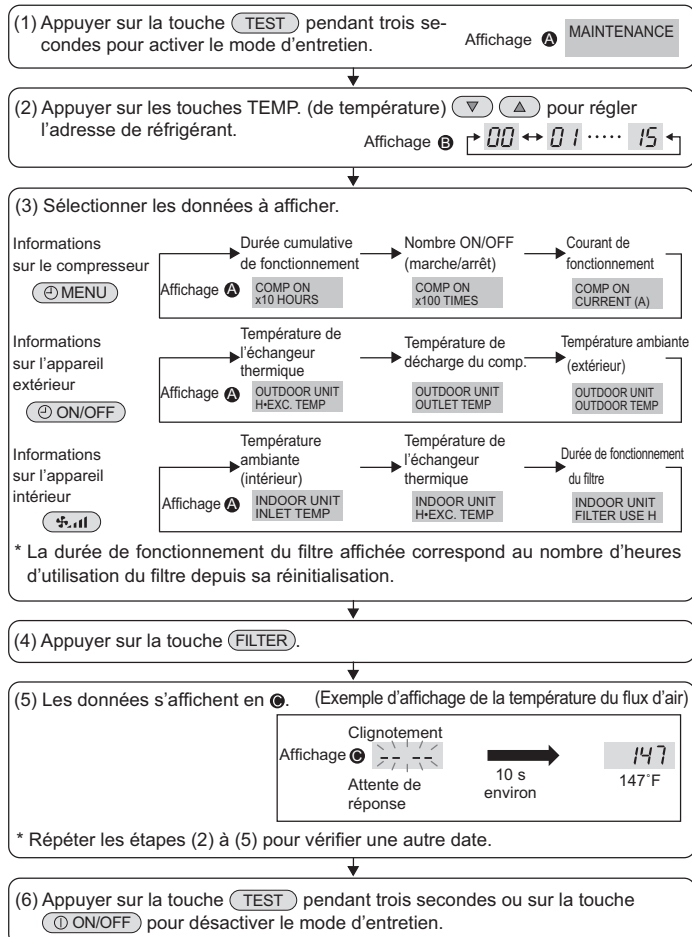 (1) Appuyer sur la touche TEST pendant trois se-
condes pour activer le mode d'entretien.
Affichage A MAINTENANCE
(2) Appuyer sur les touches TEMP. (de température) ▽ △ pour régler
l'adresse de réfrigérant.
Affichage B 00 ↔ 01 ····· 15
(3) Sélectionner les données à afficher.
Informations
sur le compresseur
MENU
Affichage A
Durée cumulative
de fonctionnement
COMP ON
x10 HOURS
Nombre ON/OFF
(marche/arrêt)
COMP ON
x100 TIMES
Courant de
fonctionnement
COMP ON
CURRENT (A)
Informations
sur l'appareil
extérieur
ON/OFF
Affichage A
Température de
l'échangeur
thermique
OUTDOOR UNIT
H•EXC. TEMP
Température de
décharge du comp.
OUTDOOR UNIT
OUTLET TEMP
Température ambiante
(extérieur)
OUTDOOR UNIT
OUTDOOR TEMP
Informations
sur l'appareil
intérieur
Affichage A
Température
ambiante
(intérieur)
INDOOR UNIT
INLET TEMP
Température de
l'échangeur
thermique
INDOOR UNIT
H•EXC. TEMP
Durée de fonctionnement
du filtre
INDOOR UNIT
FILTER USE H
* La durée de fonctionnement du filtre affichée correspond au nombre d'heures
d'utilisation du filtre depuis sa réinitialisation.
(4) Appuyer sur la touche FILTER.
(5) Les données s'affichent en C. (Exemple d'affichage de la température du flux d'air)
Clignotement
Affichage C -- --
Attente de
réponse
10 s
environ
147
147°F
* Répéter les étapes (2) à (5) pour vérifier une autre date.
(6) Appuyer sur la touche TEST pendant trois secondes ou sur la touche
ON/OFF pour désactiver le mode d'entretien.